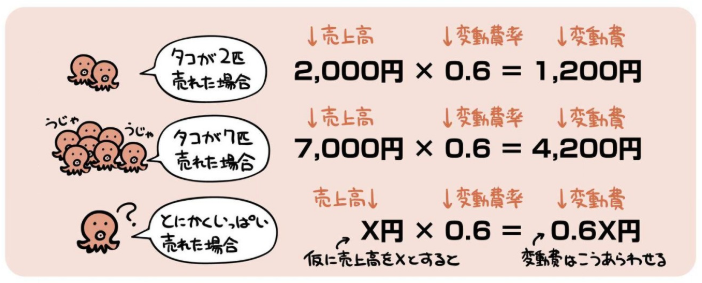 ↓売上高 ↓変動費率 ↓変動費
タコが2匹
売れた場合
2,000円 × 0.6 = 1,200円
↓売上高 ↓変動費率 ↓変動費
うじゃ
うじゃ
タコが7匹
売れた場合
7,000円 × 0.6 = 4,200円
売上高↓ ↓変動費率 ↓変動費
?
とにかくいっぱい
売れた場合
X円 × 0.6 = 0.6X円
仮に売上高をXとすると
変動費はこうあらわせる